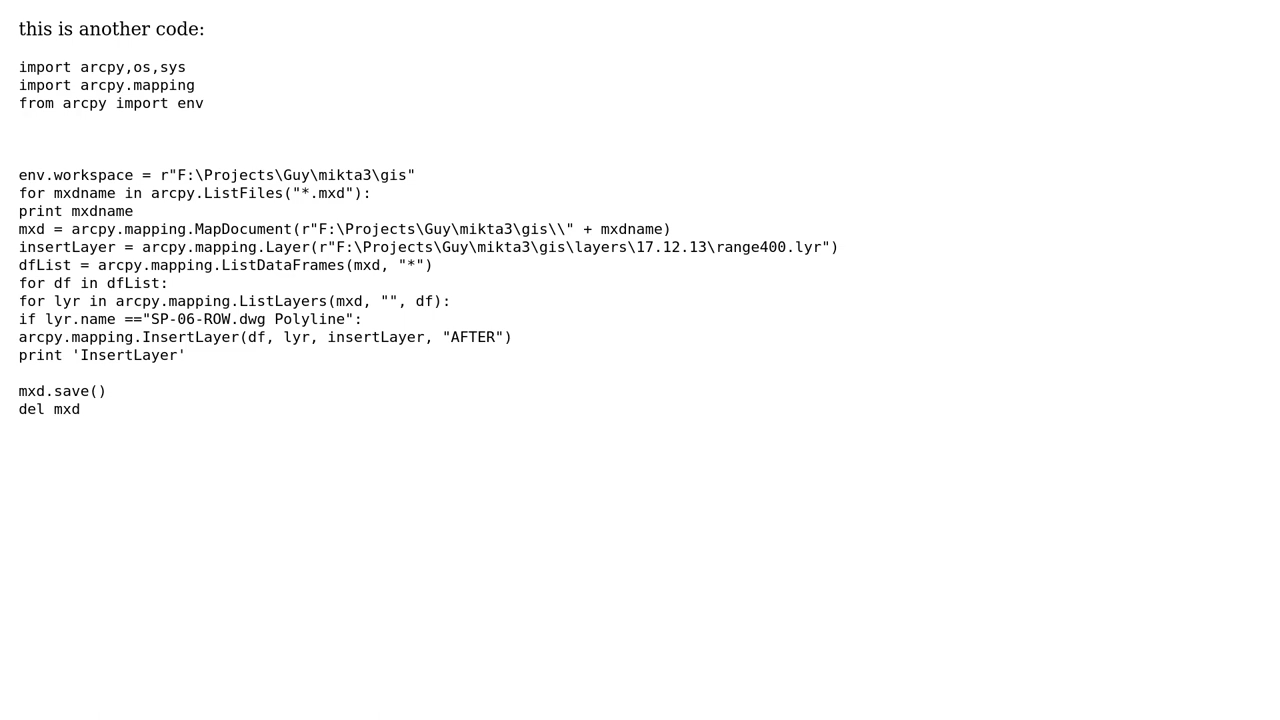 this is another code:
import arcpy,os,sys
import arcpy.mapping
from arcpy import env
env.workspace = r"F:\Projects\Guy\mikta3\gis"
for mxdname in arcpy.ListFiles("*.mxd"):
print mxdname
mxd = arcpy.mapping.MapDocument(r"F:\Projects\Guy\mikta3\gis\\" + mxdname)
insertLayer = arcpy.mapping.Layer(r"F:\Projects\Guy\mikta3\gis\layers\17.12.13\range400.lyr")
dfList = arcpy.mapping.ListDataFrames(mxd, "*")
for df in dfList:
for lyr in arcpy.mapping.ListLayers(mxd, "", df):
if lyr.name =="SP-06-ROW.dwg Polyline":
arcpy.mapping.InsertLayer(df, lyr, insertLayer, "AFTER")
print 'InsertLayer'
mxd.save()
del mxd